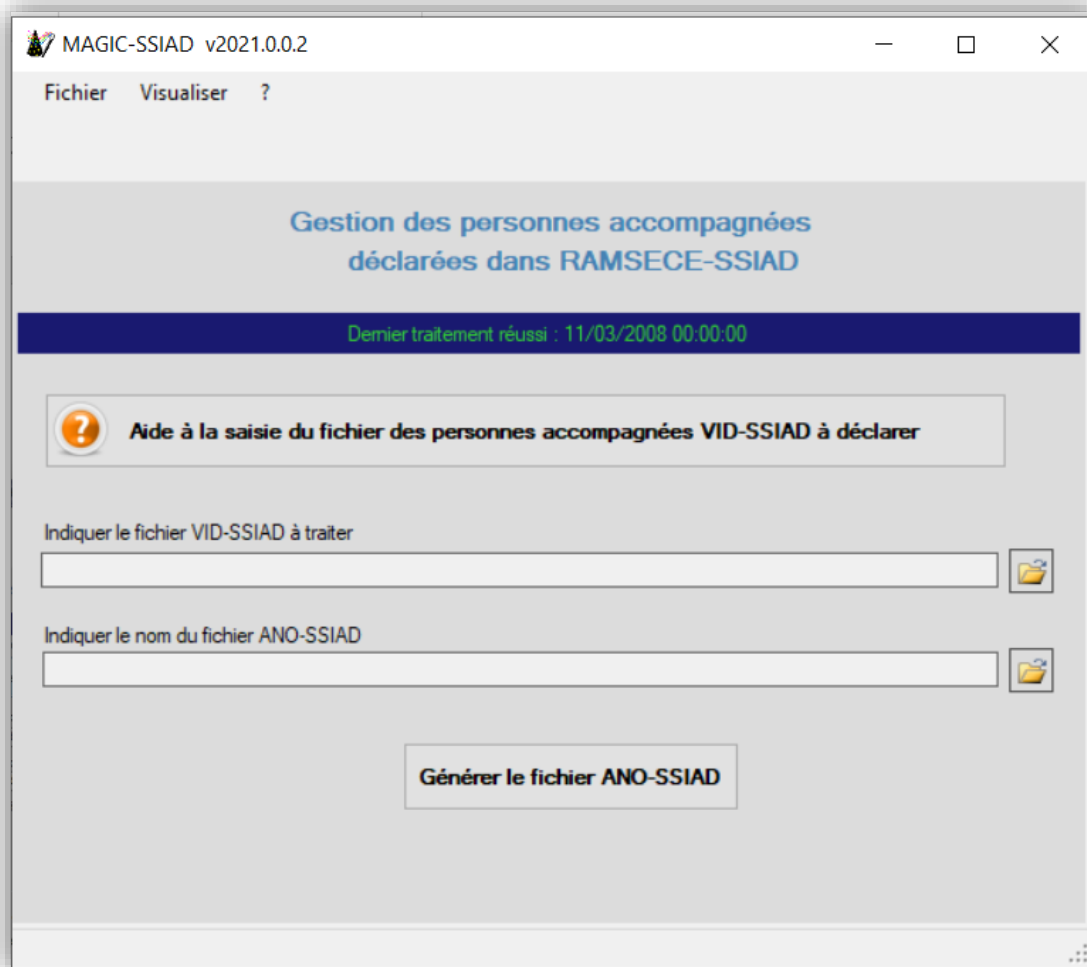 MAGIC-SSIAD v2021.0.0.2
Fichier Visualiser ?
Gestion des personnes accompagnées
déclarées dans RAMSECE-SSIAD
Dernier traitement réussi : 11/03/2008 00:00:00
Aide à la saisie du fichier des personnes accompagnées VID-SSIAD à déclarer
Indiquer le fichier VID-SSIAD à traiter
Indiquer le nom du fichier ANO-SSIAD
Générer le fichier ANO-SSIAD